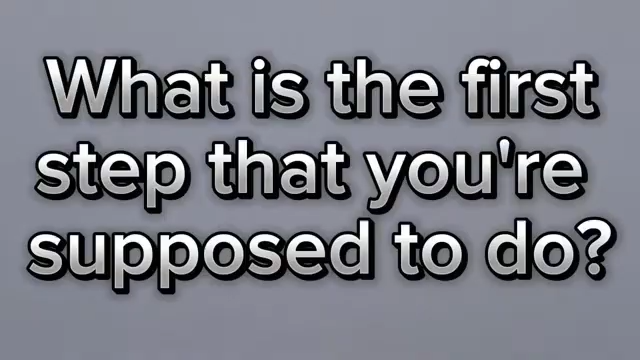 What is the first
step that you're
supposed to do?